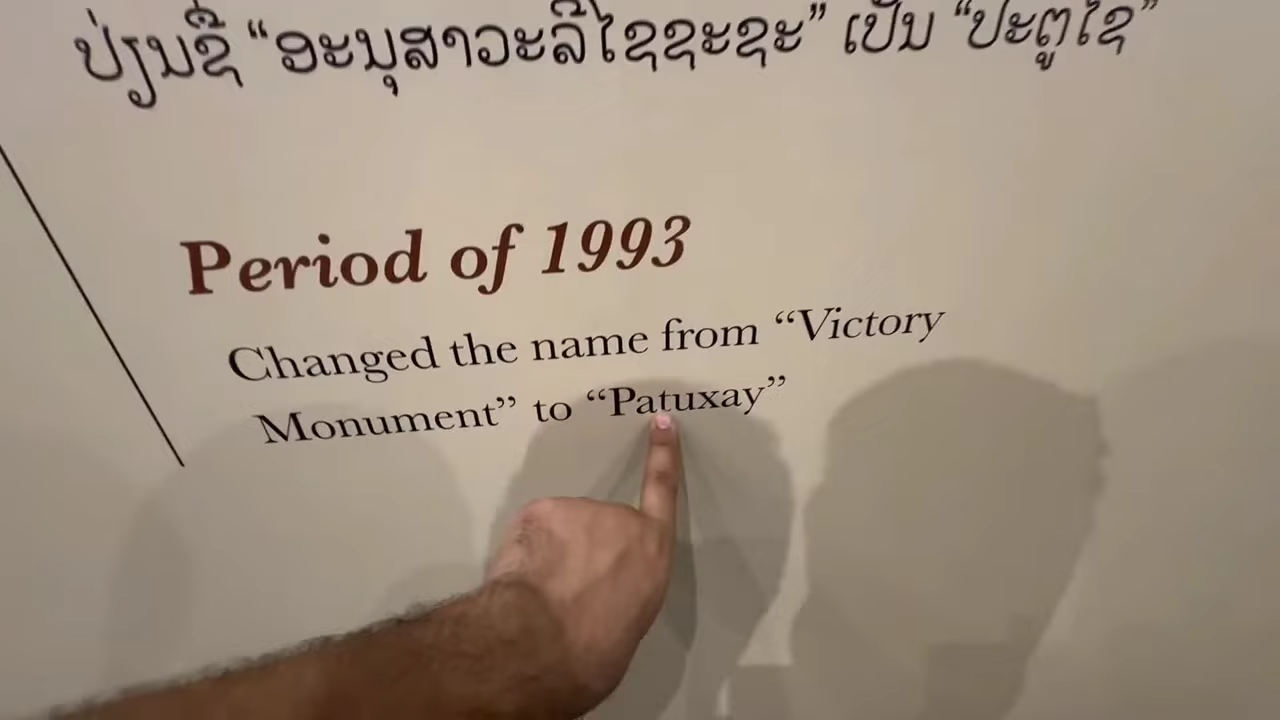 ປ່ຽນຊື່ “ອະນຸສາວະລີໄຊຊະຊະ” ເປັນ “ປະຕູໄຊ”
Period of 1993
Changed the name from “Victory
Monument” to “Patuxay”